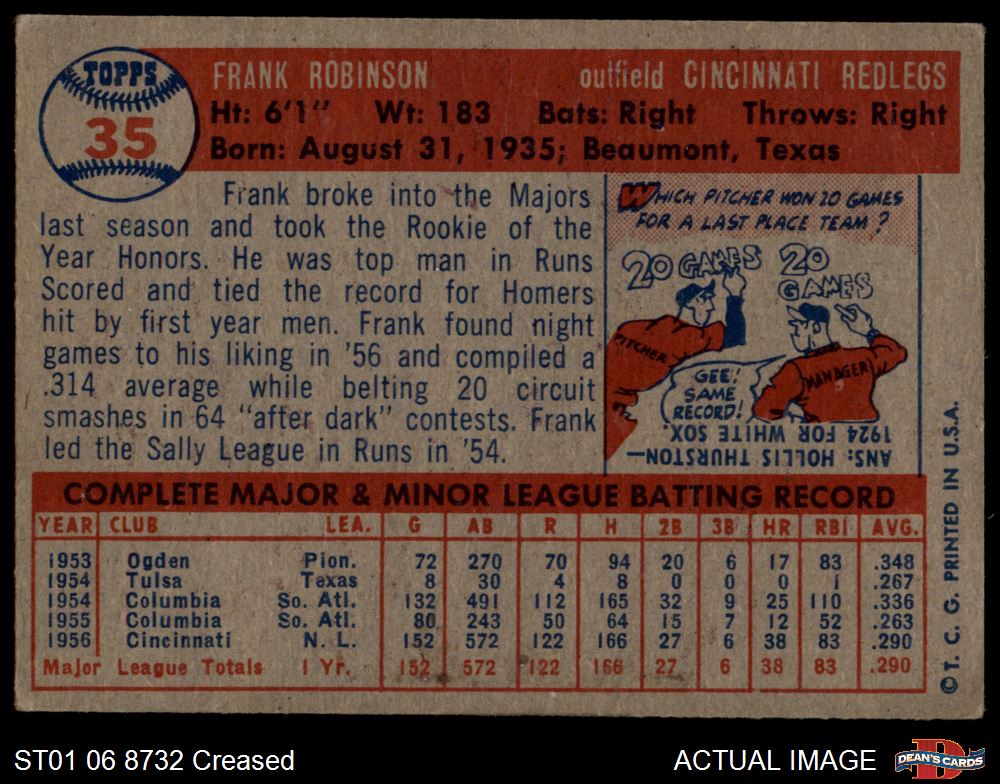 TOPPS
35
FRANK ROBINSON outfield CINCINNATI REDLEGS
Ht: 6'1" Wt: 183 Bats: Right Throws: Right
Born: August 31, 1935; Beaumont, Texas
Frank broke into the Majors
last season and took the Rookie of the
Year Honors. He was top man in Runs
Scored and tied the record for Homers
hit by first year men. Frank found night
games to his liking in '56 and compiled a
.314 average while belting 20 circuit
smashes in 64 "after dark" contests. Frank
led the Sally League in Runs in '54.
WHICH PITCHER WON 20 GAMES
FOR A LAST PLACE TEAM?
20 GAMES
20
GAMES
PITCHER
MANAGER
GEE!
SAME
RECORD!
ANS: HOLLIS THURSTON—
1924 FOR WHITE SOX
COMPLETE MAJOR & MINOR LEAGUE BATTING RECORD
YEAR CLUB LEA. G AB R H 2B 3B HR RBI AVG.
1953 Ogden Pion. 72 270 70 94 20 6 17 83 .348
1954 Tulsa Texas 8 30 4 8 0 0 0 1 .267
1954 Columbia So. Atl. 132 491 112 165 32 9 25 110 .336
1955 Columbia So. Atl. 80 243 50 64 15 7 12 52 .263
1956 Cincinnati N. L. 152 572 122 166 27 6 38 83 .290
Major League Totals 1 Yr. 152 572 122 166 27 6 38 83 .290
© T. C. G. PRINTED IN U.S.A.
ST01 06 8732 Creased
ACTUAL IMAGE
D
DEAN'S CARDS